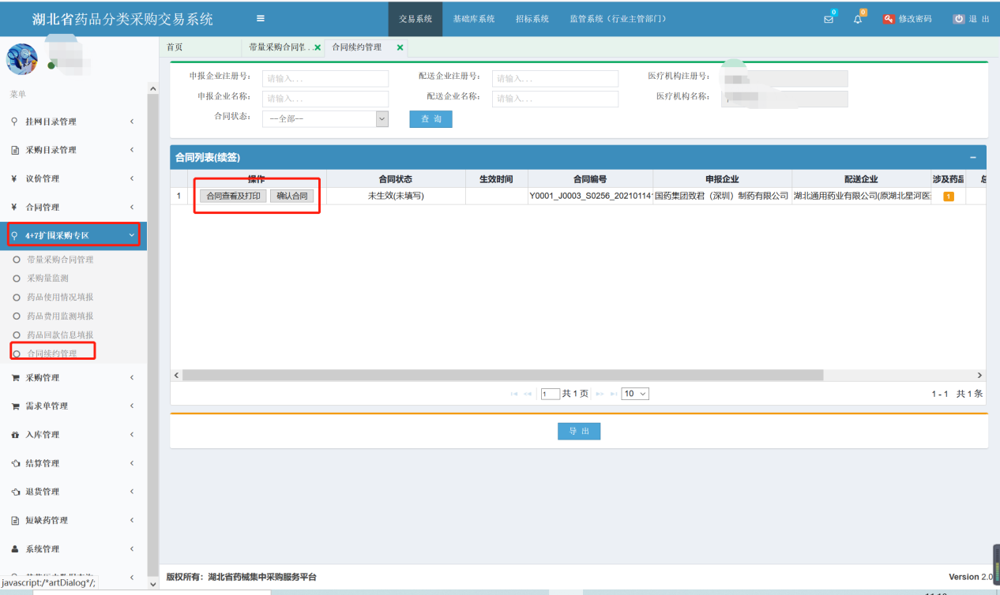 湖北省药品分类采购交易系统
交易系统 基础库系统 招标系统 监管系统（行业主管部门）
0 0 修改密码 退 出
首页 带量采购合同管... 合同续约管理
菜单
挂网目录管理
采购目录管理
议价管理
合同管理
4+7扩围采购专区
带量采购合同管理
采购量监测
药品使用情况填报
药品费用监测填报
药品回款信息填报
合同续约管理
采购管理
需求单管理
入库管理
结算管理
退货管理
短缺药管理
系统管理
javascript:/*artDialog*/;
申报企业注册号： 请输入... 配送企业注册号： 请输入... 医疗机构注册号：
申报企业名称： 请输入... 配送企业名称： 请输入... 医疗机构名称：
合同状态： --全部-- 查 询
合同列表(续签)
操作 合同状态 生效时间 合同编号 申报企业 配送企业 涉及药品 总
1 合同查看及打印 确认合同 未生效(未填写) Y0001_J0003_S0256_20210114 国药集团致君（深圳）制药有限公司 湖北通用药业有限公司(原湖北星河医 1
1 共 1 页 10 1 - 1 共 1 条
导 出
版权所有：湖北省药械集中采购服务平台 Version 2.0